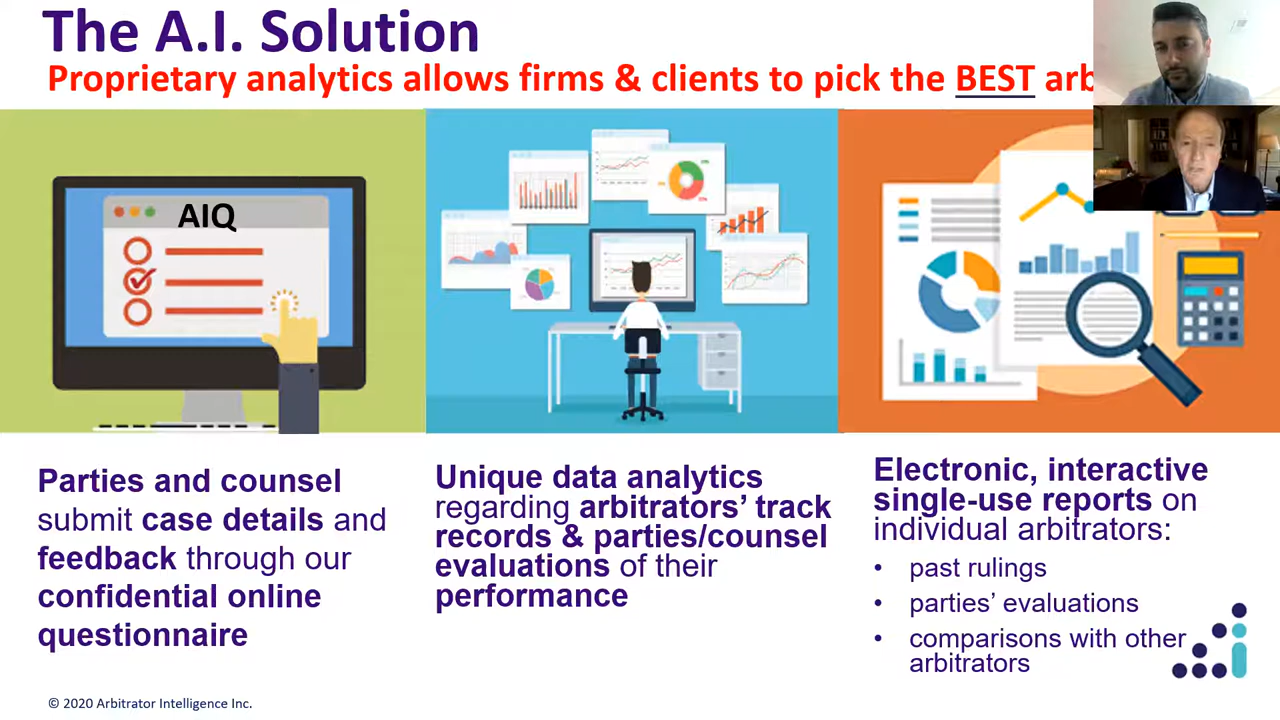 The A.I. Solution
Proprietary analytics allows firms & clients to pick the BEST arb
AIQ
Parties and counsel
submit case details and
feedback through our
confidential online
questionnaire
Unique data analytics
regarding arbitrators’ track
records & parties/counsel
evaluations of their
performance
Electronic, interactive
single-use reports on
individual arbitrators:
• past rulings
• parties’ evaluations
• comparisons with other
arbitrators
© 2020 Arbitrator Intelligence Inc.